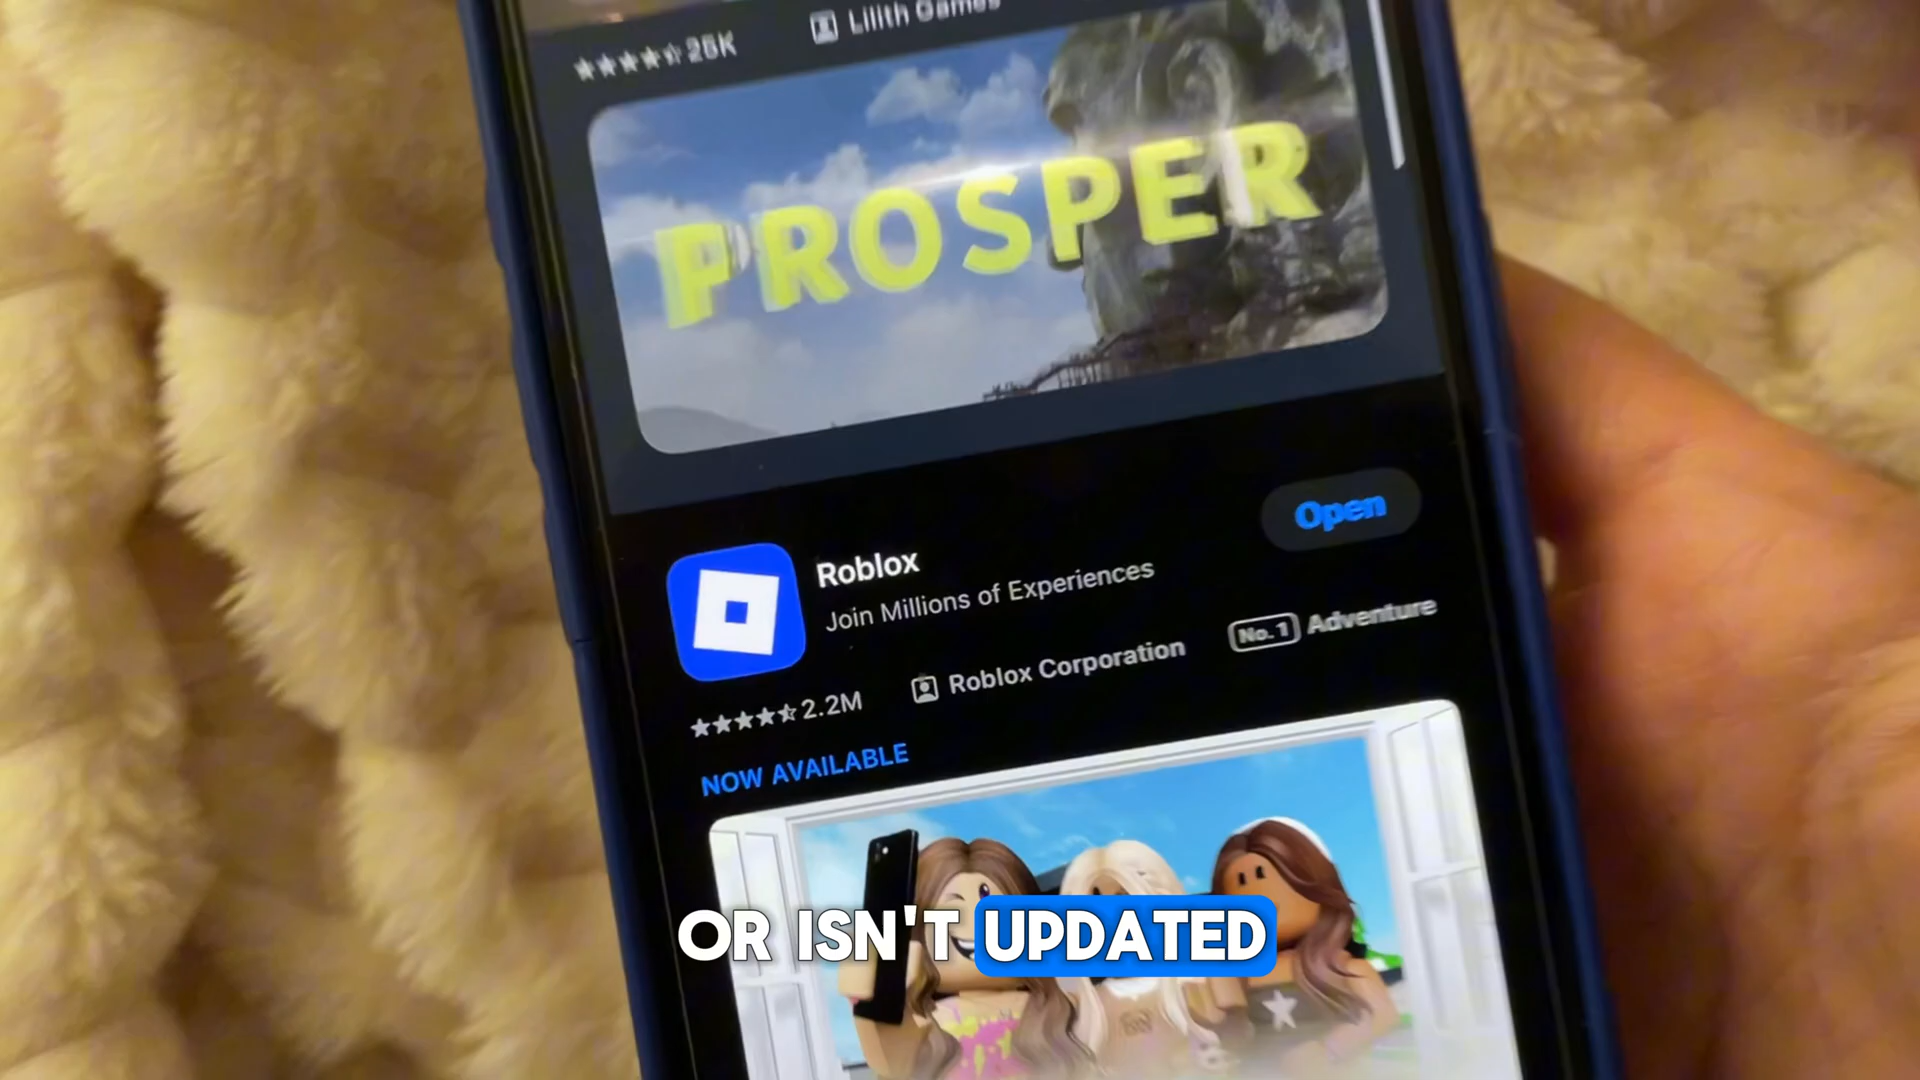 25K
Lilith Games
PROSPER
Open
Roblox
Join Millions of Experiences
2.2M
Roblox Corporation
No. 1 Adventure
NOW AVAILABLE
OR ISN'T UPDATED